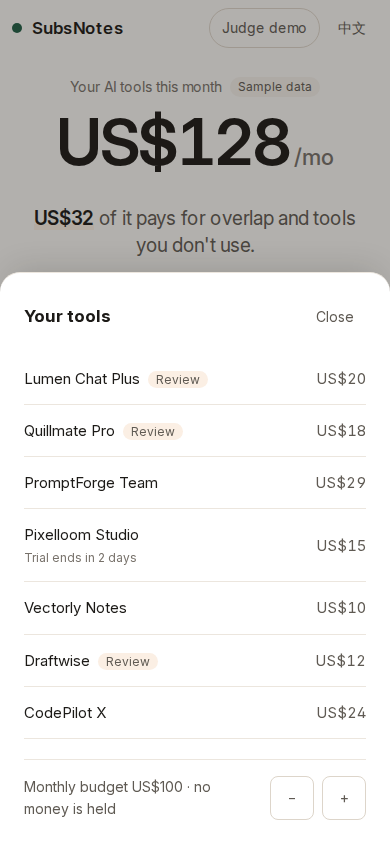 SubsNotes
Judge demo
中文
Your AI tools this month
Sample data
US$128/mo
US$32 of it pays for overlap and tools
you don't use.
Your tools
Close
Lumen Chat Plus
Review
US$20
Quillmate Pro
Review
US$18
PromptForge Team
US$29
Pixelloom Studio
Trial ends in 2 days
US$15
Vectorly Notes
US$10
Draftwise
Review
US$12
CodePilot X
US$24
Monthly budget US$100 · no
money is held
−
+